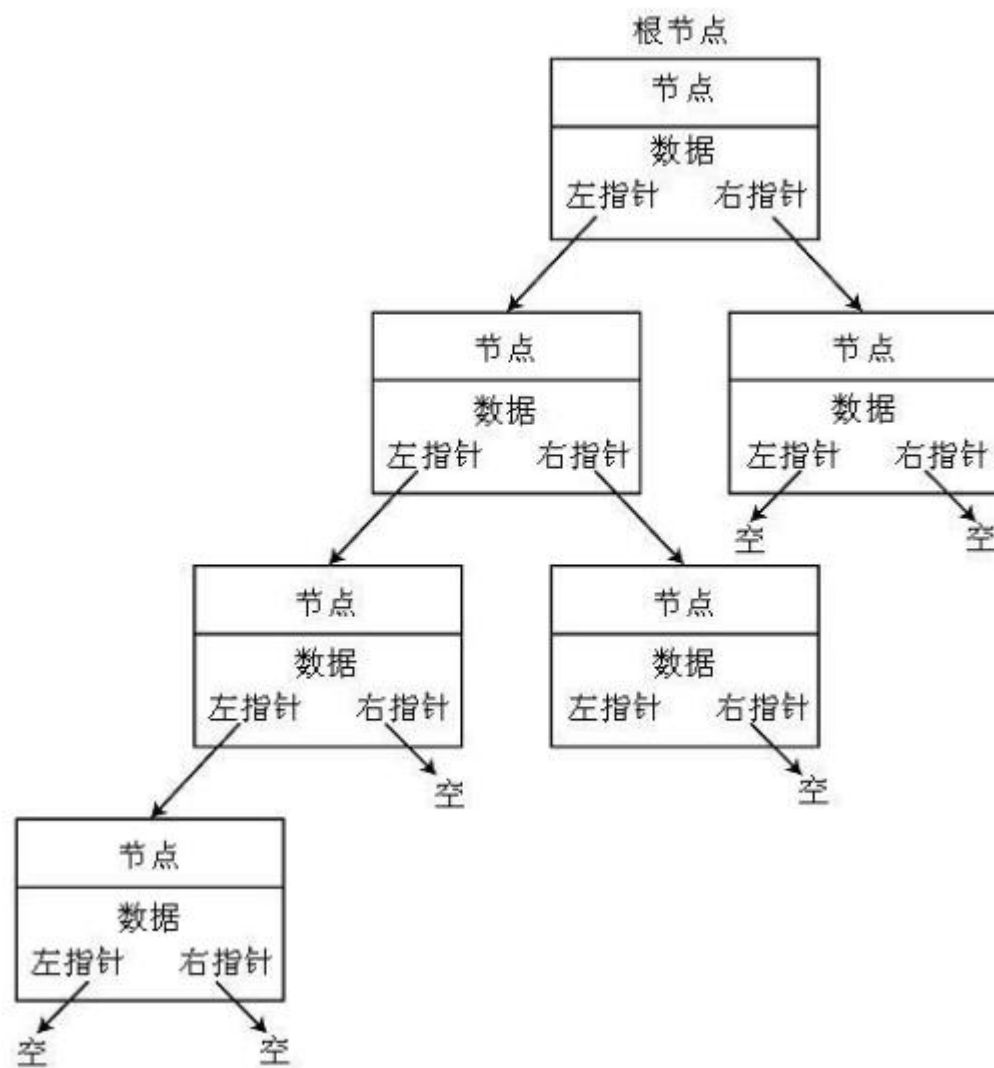 根节点
节点
数据
左指针 右指针
节点 节点
数据 数据
左指针 右指针 左指针 右指针
空 空
节点 节点
数据 数据
左指针 右指针 左指针 右指针
空 空
节点
数据
左指针 右指针
空 空